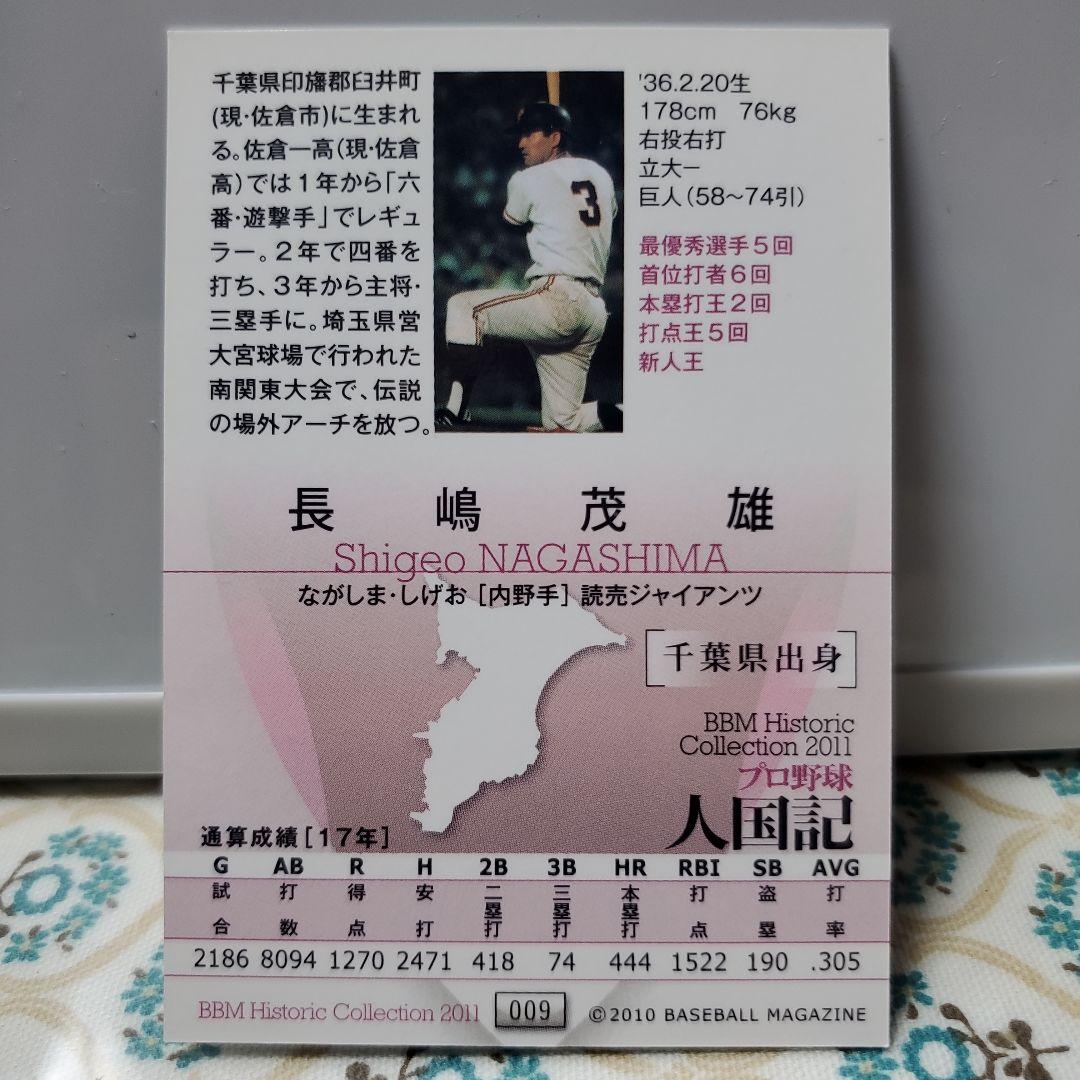 千葉県印旛郡臼井町
(現・佐倉市)に生まれ
る。佐倉一高(現・佐倉
高)では1年から「六
番・遊撃手」でレギュ
ラー。2年で四番を
打ち、3年から主将・
三塁手に。埼玉県営
大宮球場で行われた
南関東大会で、伝説
の場外アーチを放つ。
3
'36.2.20生
178cm 76kg
右投右打
立大―
巨人(58～74引)
最優秀選手5回
首位打者6回
本塁打王2回
打点王5回
新人王
長嶋茂雄
Shigeo NAGASHIMA
ながしま・しげお [内野手] 読売ジャイアンツ
[千葉県出身]
BBM Historic
Collection 2011
プロ野球
人国記
通算成績[17年]
G AB R H 2B 3B HR RBI SB AVG
試合 打数 得点 安打 二塁打 三塁打 本塁打 打点 盗塁 打率
2186 8094 1270 2471 418 74 444 1522 190 .305
BBM Historic Collection 2011 009 ©2010 BASEBALL MAGAZINE